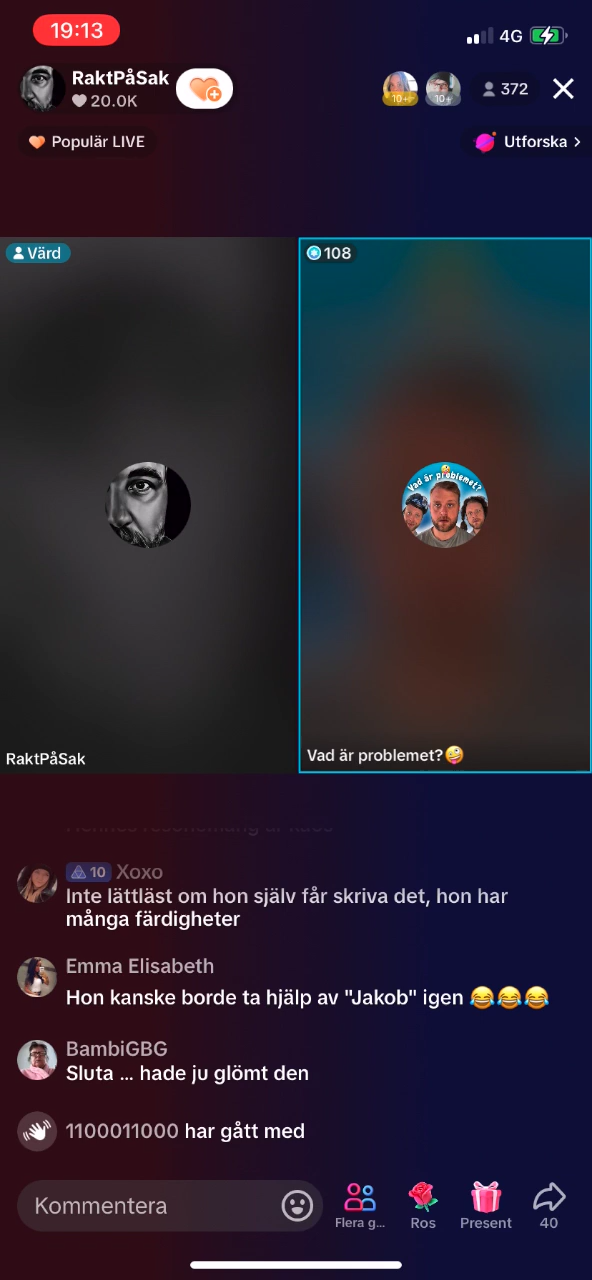 19:13
4G
RaktPåSak
20.0K
10+
10+
372
Populär LIVE
Utforska >
Värd
108
Vad är problemet?
RaktPåSak
Vad är problemet?🤪
10 Xoxo
Inte lättläst om hon själv får skriva det, hon har
många färdigheter
Emma Elisabeth
Hon kanske borde ta hjälp av "Jakob" igen 😂😂😂
BambiGBG
Sluta ... hade ju glömt den
1100011000 har gått med
Kommentera
Flera g...
Ros
Present
40